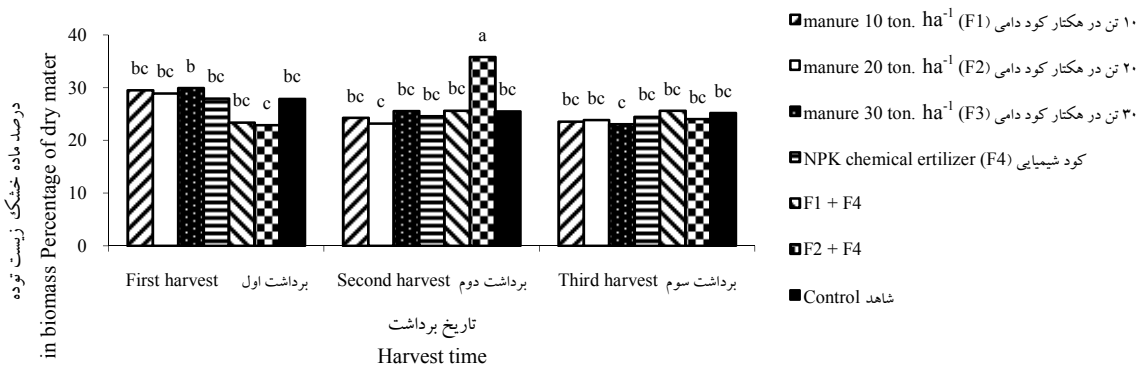 درصد ماده خشک زیست توده
in biomass Percentage of dry mater
40
30
20
10
0
bc bc b bc bc c bc
bc c bc bc bc a bc
bc bc c bc bc bc bc
First harvest برداشت اول
Second harvest برداشت دوم
Third harvest برداشت سوم
تاریخ برداشت
Harvest time
manure 10 ton. ha-1 (F1) ۱۰ تن در هکتار کود دامی
manure 20 ton. ha-1 (F2) ۲۰ تن در هکتار کود دامی
manure 30 ton. ha-1 (F3) ۳۰ تن در هکتار کود دامی
NPK chemical ertilizer (F4) کود شیمیایی
F1 + F4
F2 + F4
Control شاهد